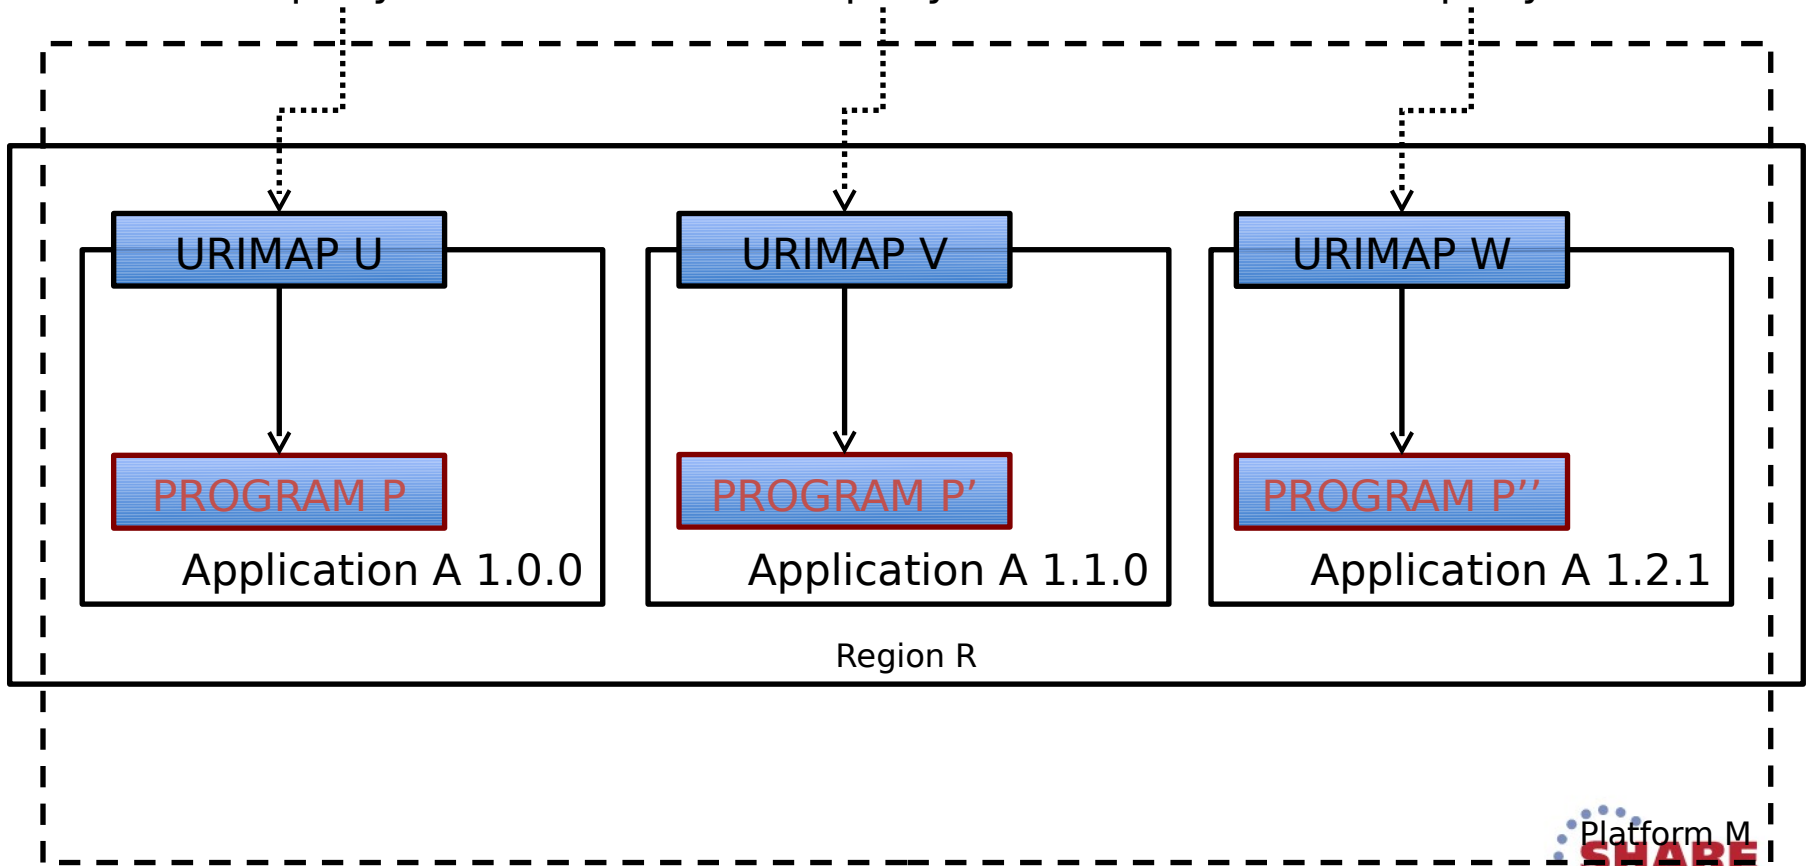 URIMAP U
URIMAP V
URIMAP W
PROGRAM P
PROGRAM P’
PROGRAM P’’
Application A 1.0.0
Application A 1.1.0
Application A 1.2.1
Region R
Platform M
SHARE